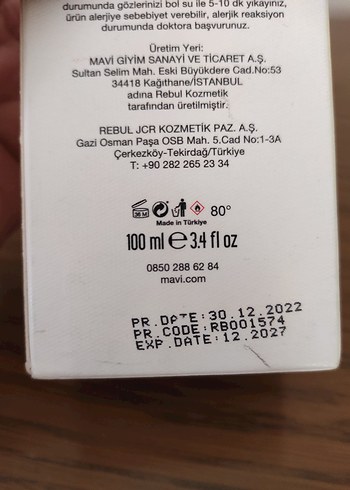 durumunda gözlerinizi bol su ile 5-10 dk yıkayınız,
ürün alerjiye sebebiyet verebilir, alerjik reaksiyon
durumunda doktora başvurunuz.
Üretim Yeri:
MAVİ GİYİM SANAYİ VE TİCARET A.Ş.
Sultan Selim Mah. Eski Büyükdere Cad.No:53
34418 Kağıthane/İSTANBUL
adına Rebul Kozmetik
tarafından üretilmiştir.
REBUL JCR KOZMETİK PAZ. A.Ş.
Gazi Osman Paşa OSB Mah. 5.Cad No:1-3A
Çerkezköy-Tekirdağ/Türkiye
T: +90 282 265 23 34
36 M 80°
Made in Türkiye
100 ml ℮ 3.4 fl oz
0850 288 62 84
mavi.com
PR.DATE:30.12.2022
PR.CODE:RB001574
EXP.DATE:12.2027